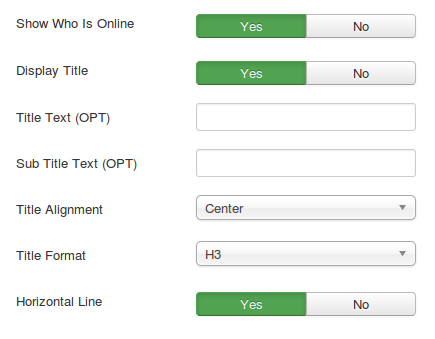 Show Who Is Online Yes No
Display Title Yes No
Title Text (OPT)
Sub Title Text (OPT)
Title Alignment Center
Title Format H3
Horizontal Line Yes No